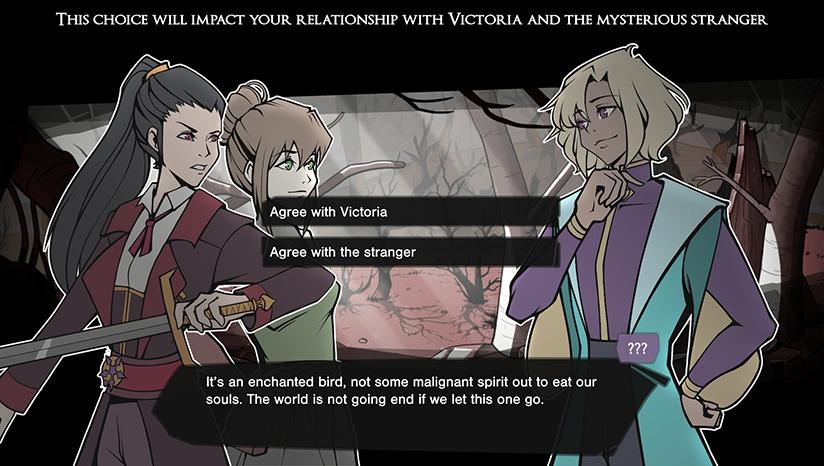 This choice will impact your relationship with Victoria and the mysterious stranger
Agree with Victoria
Agree with the stranger
???
It's an enchanted bird, not some malignant spirit out to eat our
souls. The world is not going end if we let this one go.